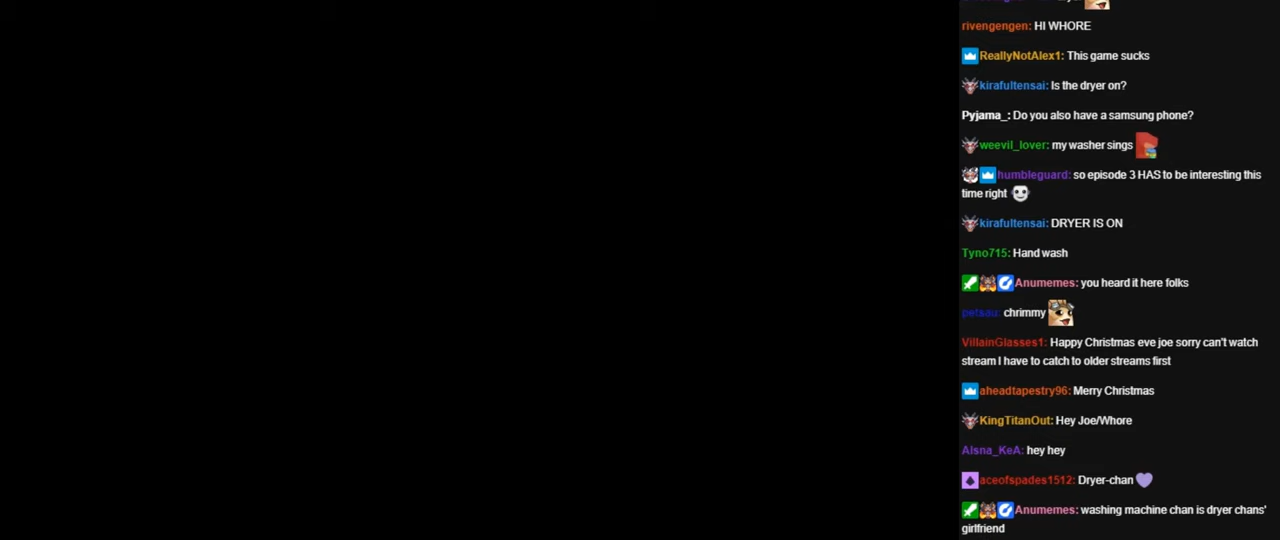 rivengengen: HI WHORE
ReallyNotAlex1: This game sucks
kirafultensai: Is the dryer on?
Pyjama_: Do you also have a samsung phone?
weevil_lover: my washer sings
humbleguard: so episode 3 HAS to be interesting this
time right
kirafultensai: DRYER IS ON
Tyno715: Hand wash
Anumemes: you heard it here folks
petsau: chrimmy
VillainGlasses1: Happy Christmas eve joe sorry can't watch
stream I have to catch to older streams first
aheadtapestry96: Merry Christmas
KingTitanOut: Hey Joe/Whore
Alsna_KeA: hey hey
aceofspades1512: Dryer-chan
Anumemes: washing machine chan is dryer chans'
girlfriend